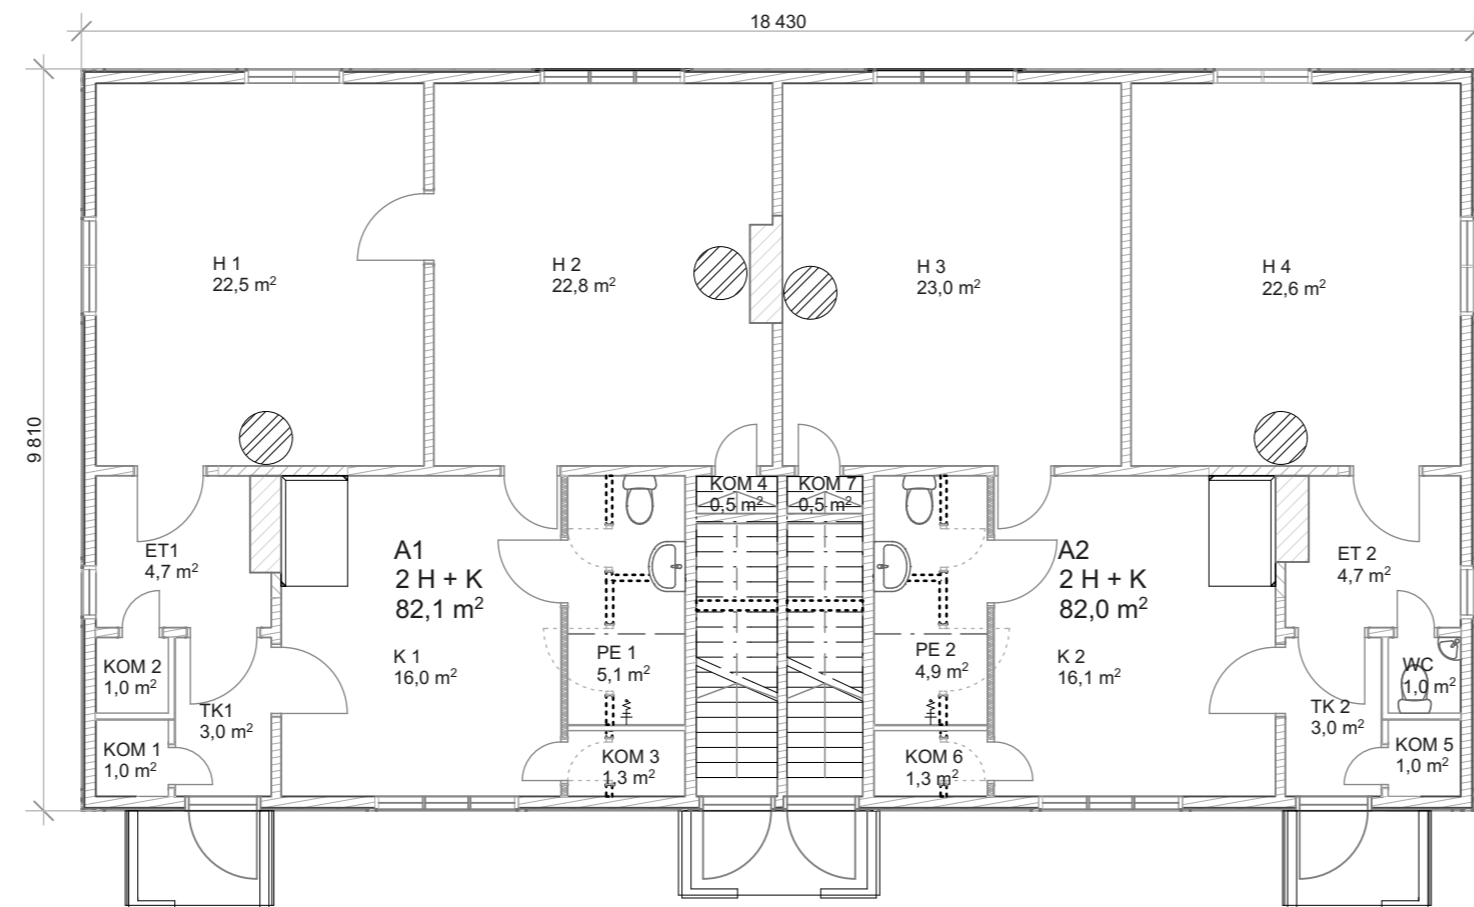 18 430
9 810
H 1
22,5 m²
H 2
22,8 m²
H 3
23,0 m²
H 4
22,6 m²
KOM 4
0,5 m²
KOM 7
0,5 m²
ET1
4,7 m²
A1
2 H + K
82,1 m²
K 1
16,0 m²
PE 1
5,1 m²
KOM 2
1,0 m²
TK1
3,0 m²
KOM 1
1,0 m²
KOM 3
1,3 m²
PE 2
4,9 m²
KOM 6
1,3 m²
A2
2 H + K
82,0 m²
K 2
16,1 m²
ET 2
4,7 m²
WC
1,0 m²
TK 2
3,0 m²
KOM 5
1,0 m²